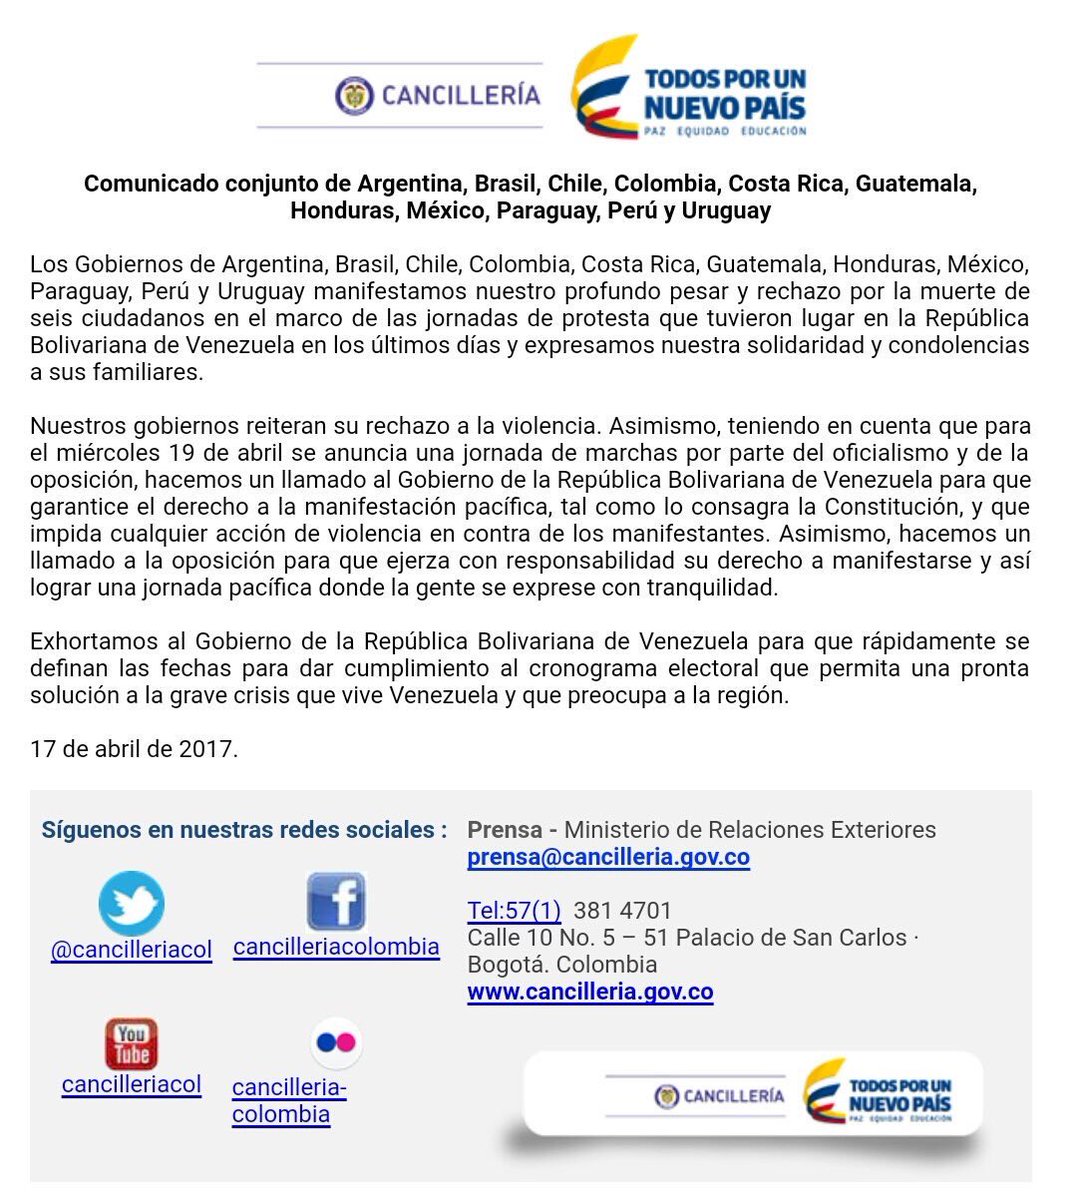 CANCILLERÍA
TODOS POR UN
NUEVO PAÍS
PAZ EQUIDAD EDUCACIÓN
Comunicado conjunto de Argentina, Brasil, Chile, Colombia, Costa Rica, Guatemala,
Honduras, México, Paraguay, Perú y Uruguay
Los Gobiernos de Argentina, Brasil, Chile, Colombia, Costa Rica, Guatemala, Honduras, México,
Paraguay, Perú y Uruguay manifestamos nuestro profundo pesar y rechazo por la muerte de
seis ciudadanos en el marco de las jornadas de protesta que tuvieron lugar en la República
Bolivariana de Venezuela en los últimos días y expresamos nuestra solidaridad y condolencias
a sus familiares.
Nuestros gobiernos reiteran su rechazo a la violencia. Asimismo, teniendo en cuenta que para
el miércoles 19 de abril se anuncia una jornada de marchas por parte del oficialismo y de la
oposición, hacemos un llamado al Gobierno de la República Bolivariana de Venezuela para que
garantice el derecho a la manifestación pacífica, tal como lo consagra la Constitución, y que
impida cualquier acción de violencia en contra de los manifestantes. Asimismo, hacemos un
llamado a la oposición para que ejerza con responsabilidad su derecho a manifestarse y así
lograr una jornada pacífica donde la gente se exprese con tranquilidad.
Exhortamos al Gobierno de la República Bolivariana de Venezuela para que rápidamente se
definan las fechas para dar cumplimiento al cronograma electoral que permita una pronta
solución a la grave crisis que vive Venezuela y que preocupa a la región.
17 de abril de 2017.
Síguenos en nuestras redes sociales :
@cancilleriacol
cancilleriacolombia
You
Tube
cancilleriacol
cancilleria-
colombia
Prensa - Ministerio de Relaciones Exteriores
prensa@cancilleria.gov.co
Tel:57(1) 381 4701
Calle 10 No. 5 – 51 Palacio de San Carlos ·
Bogotá. Colombia
www.cancilleria.gov.co
CANCILLERÍA
TODOS POR UN
NUEVO PAÍS
PAZ EQUIDAD EDUCACIÓN